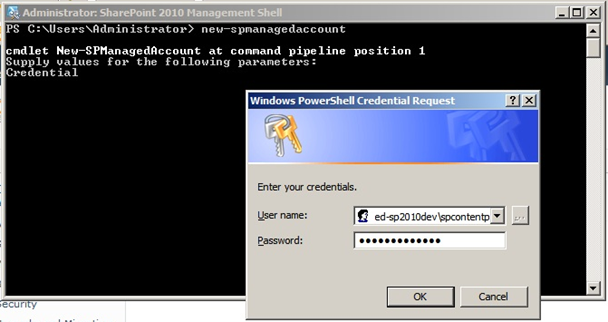 Administrator: SharePoint 2010 Management Shell
PS C:\Users\Administrator> new-spmanagedaccount
cmdlet New-SPManagedAccount at command pipeline position 1
Supply values for the following parameters:
Credential
Windows PowerShell Credential Request
Enter your credentials.
User name:
ed-sp2010dev\spcontentp
...
Password:
●●●●●●●●●●●●●
OK
Cancel
Security